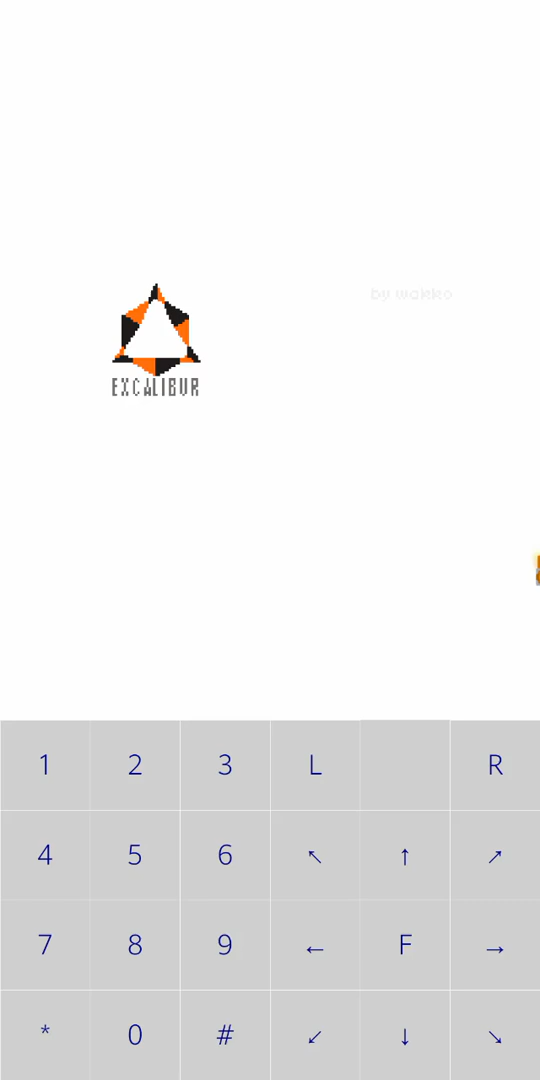 by wakko
EXCALIBUR
1 2 3 L R
4 5 6 ↖ ↑ ↗
7 8 9 ← F →
* 0 # ↙ ↓ ↘